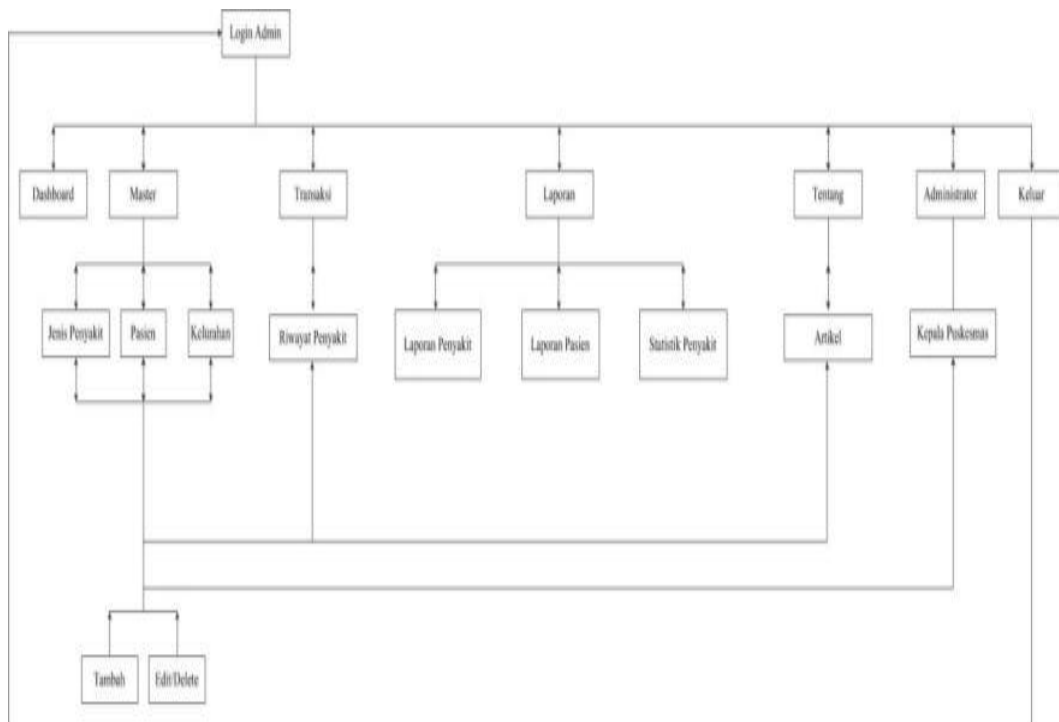 Login Admin
Dashboard
Master
Transaksi
Laporan
Tentang
Administrator
Keluar
Jenis Penyakit
Pasien
Kelurahan
Riwayat Penyakit
Laporan Penyakit
Laporan Pasien
Statistik Penyakit
Artikel
Kepala Puskesmas
Tambah
Edit/Delete